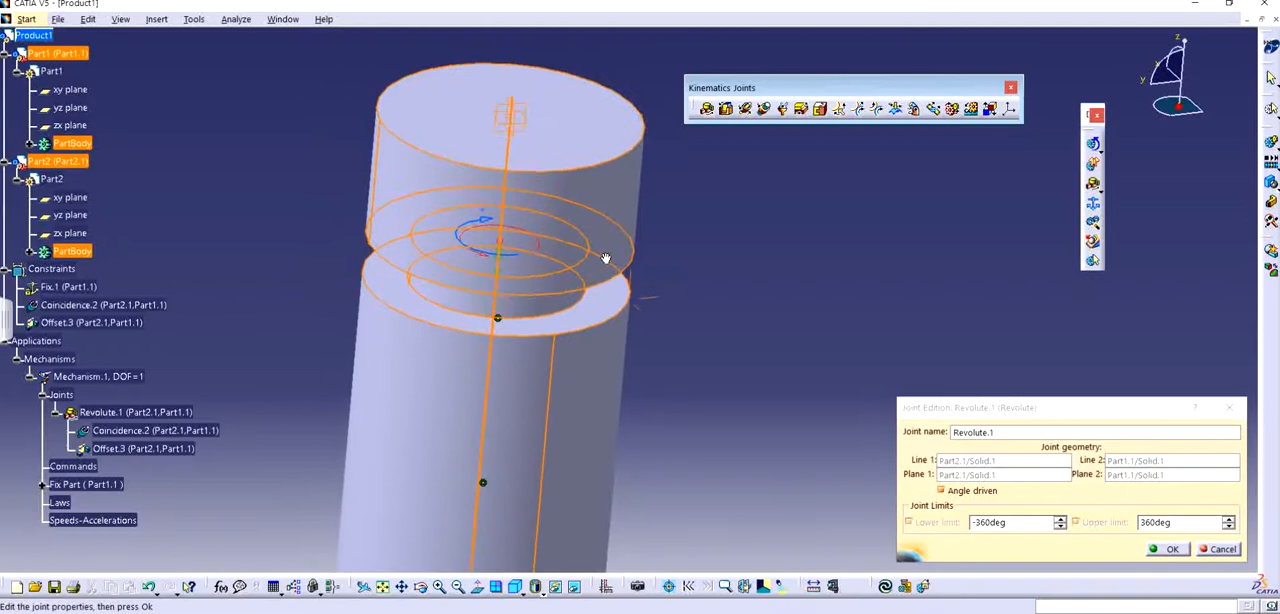 CATIA V5 - [Product1]
Start File Edit View Insert Tools Analyze Window Help
Product1
Part1 (Part1.1)
Part1
xy plane
yz plane
zx plane
PartBody
Part2 (Part2.1)
Part2
xy plane
yz plane
zx plane
PartBody
Constraints
Fix.1 (Part1.1)
Coincidence.2 (Part2.1,Part1.1)
Offset.3 (Part2.1,Part1.1)
Applications
Mechanisms
Mechanism.1, DOF=1
Joints
Revolute.1 (Part2.1,Part1.1)
Coincidence.2 (Part2.1,Part1.1)
Offset.3 (Part2.1,Part1.1)
Commands
Fix Part ( Part1.1 )
Laws
Speeds-Accelerations
Kinematics Joints
z
y
Joint Edition: Revolute.1 (Revolute)
Joint name: Revolute.1
Joint geometry:
Line 1: Part2.1/Solid.1 Line 2: Part1.1/Solid.1
Plane 1: Part2.1/Solid.1 Plane 2: Part1.1/Solid.1
Angle driven
Joint Limits
Lower limit: -360deg Upper limit: 360deg
OK Cancel
f(x)
Edit the joint properties, then press Ok
CATIA